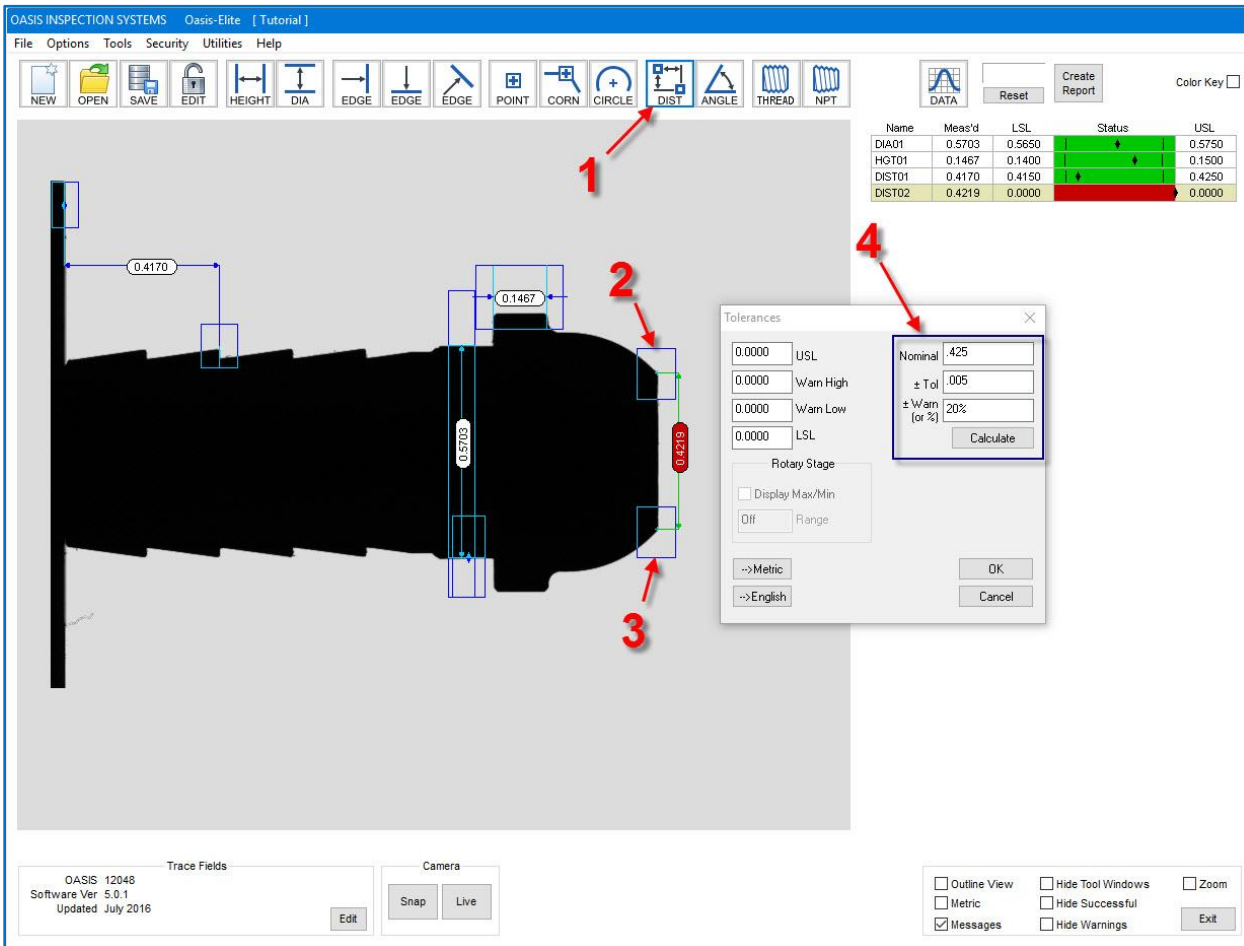 OASIS INSPECTION SYSTEMS Oasis-Elite [ Tutorial ]
File Options Tools Security Utilities Help
NEW OPEN SAVE EDIT HEIGHT DIA EDGE EDGE EDGE POINT CORN CIRCLE DIST ANGLE THREAD NPT DATA Reset Create Report Color Key
1
Name Meas'd LSL Status USL
DIA01 0.5703 0.5650 0.5750
HGT01 0.1467 0.1400 0.1500
DIST01 0.4170 0.4150 0.4250
DIST02 0.4219 0.0000 0.0000
4
2
0.4170
0.1467
0.5703
0.4219
3
Tolerances
0.0000 USL
0.0000 Warn High
0.0000 Warn Low
0.0000 LSL
Nominal .425
± Tol .005
± Warn (or %) 20%
Calculate
Rotary Stage
Display Max/Min
Off Range
-->Metric
-->English
OK
Cancel
Trace Fields
OASIS 12048
Software Ver 5.0.1
Updated July 2016
Edit
Camera
Snap Live
Outline View Hide Tool Windows Zoom
Metric Hide Successful
Messages Hide Warnings Exit